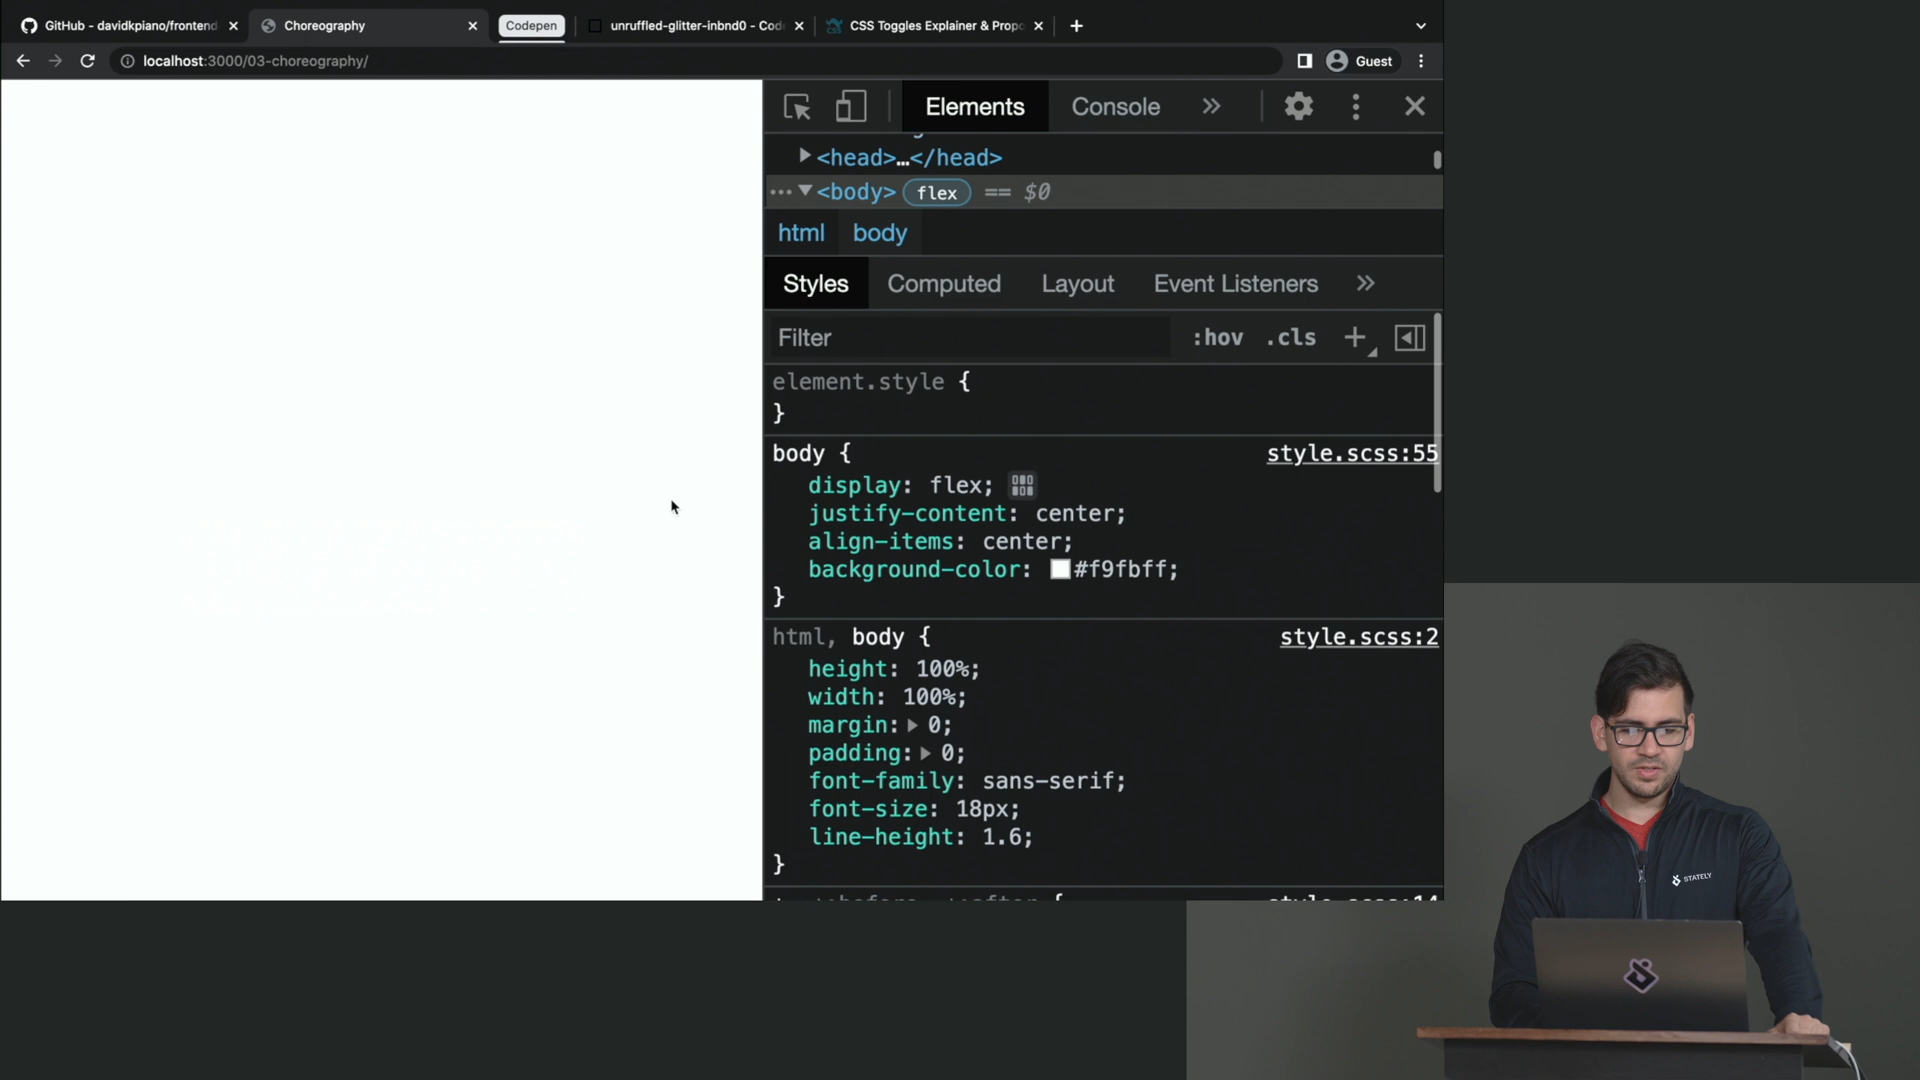 GitHub - davidkpiano/frontend
Choreography
Codepen
unruffled-glitter-inbnd0 - Cod
CSS Toggles Explainer & Propo
localhost:3000/03-choreography/
Guest
Elements
Console
<head>…</head>
<body> flex == $0
html body
Styles
Computed
Layout
Event Listeners
Filter
:hov .cls
element.style {
}
body { style.scss:55
display: flex;
justify-content: center;
align-items: center;
background-color: #f9fbff;
}
html, body { style.scss:2
height: 100%;
width: 100%;
margin: 0;
padding: 0;
font-family: sans-serif;
font-size: 18px;
line-height: 1.6;
}
STATELY